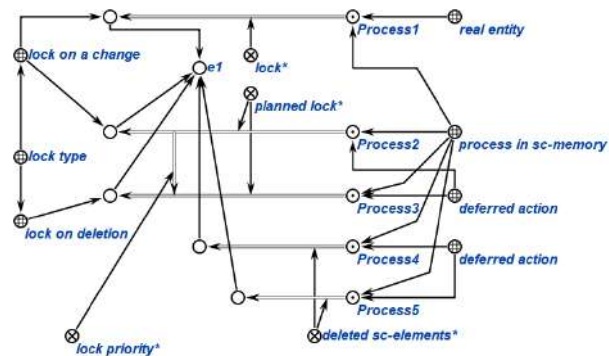 Process1
real entity
lock on a change
e1
lock*
planned lock*
Process2
process in sc-memory
lock type
Process3
deferred action
lock on deletion
Process4
deferred action
Process5
lock priority*
deleted sc-elements*